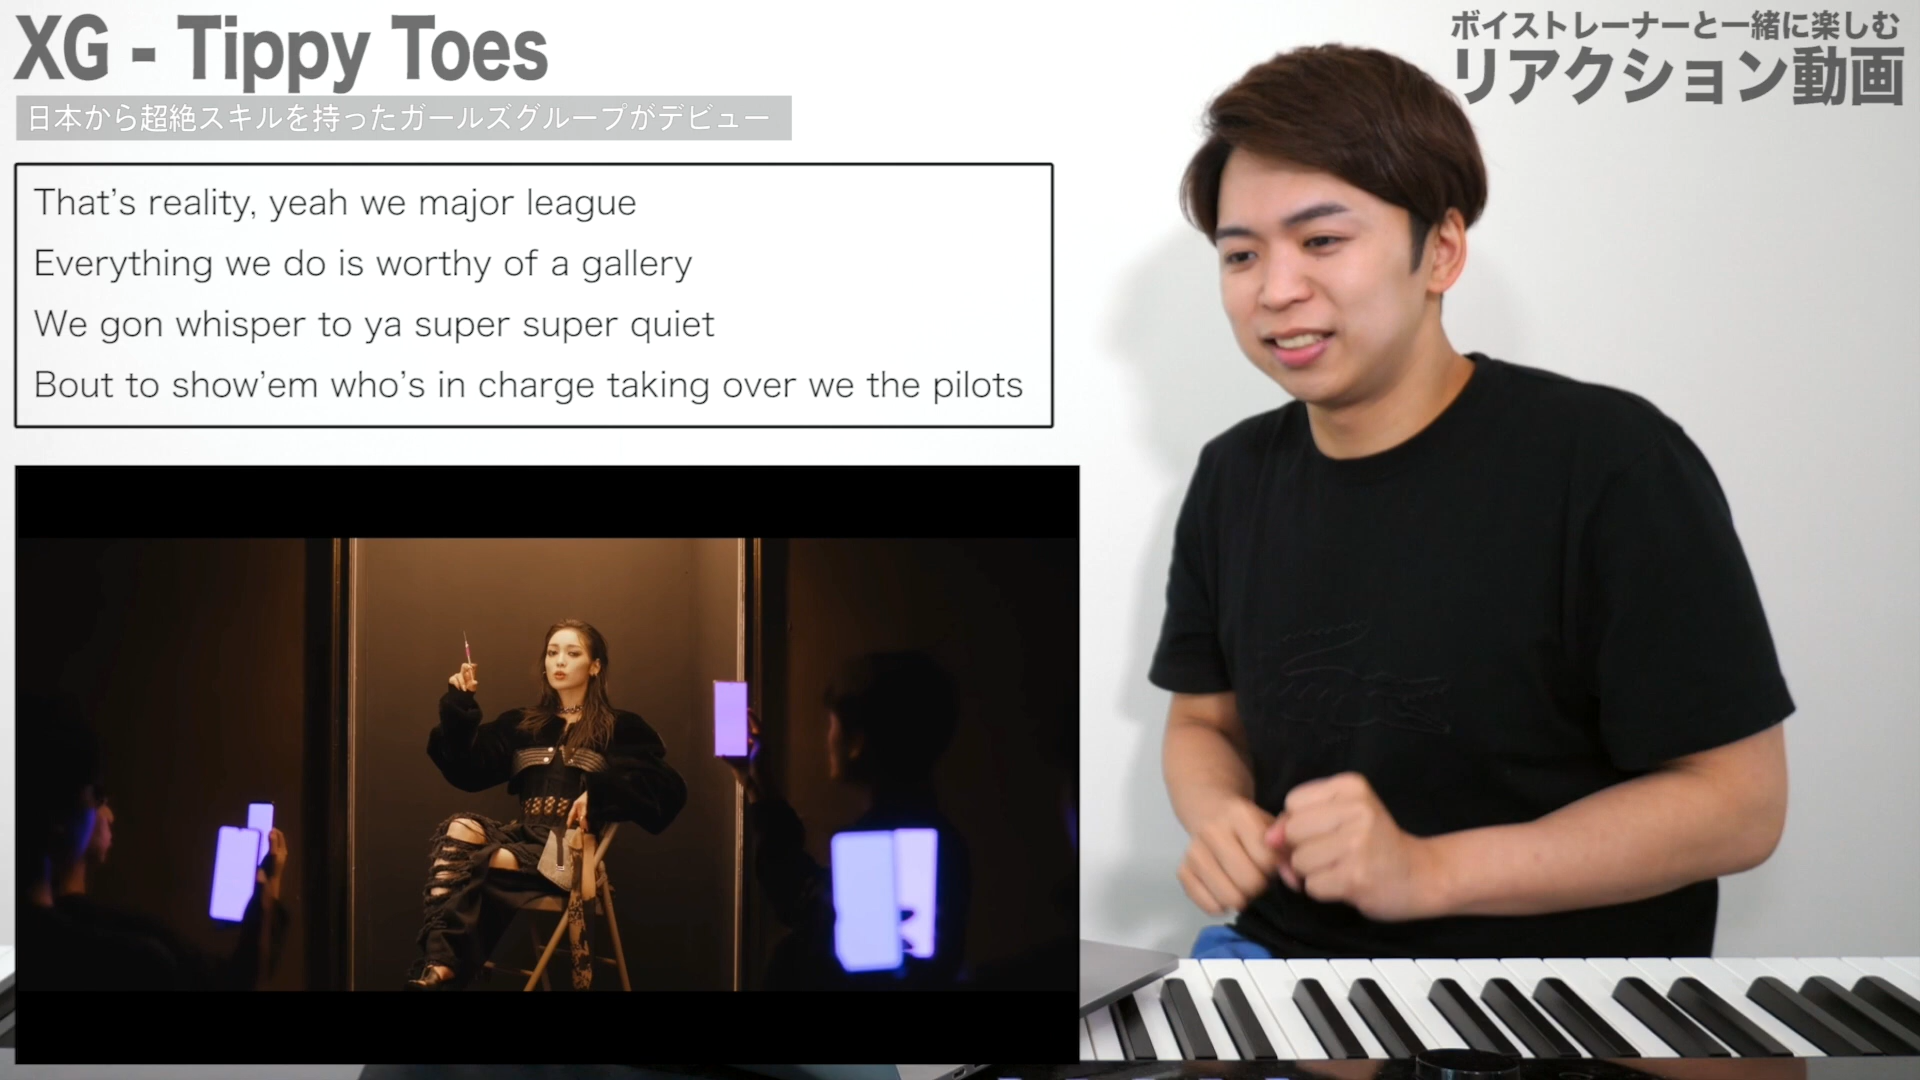 XG - Tippy Toes
日本から超絶スキルを持ったガールズグループがデビュー
ボイストレーナーと一緒に楽しむ
リアクション動画
That’s reality, yeah we major league
Everything we do is worthy of a gallery
We gon whisper to ya super super quiet
Bout to show’em who’s in charge taking over we the pilots